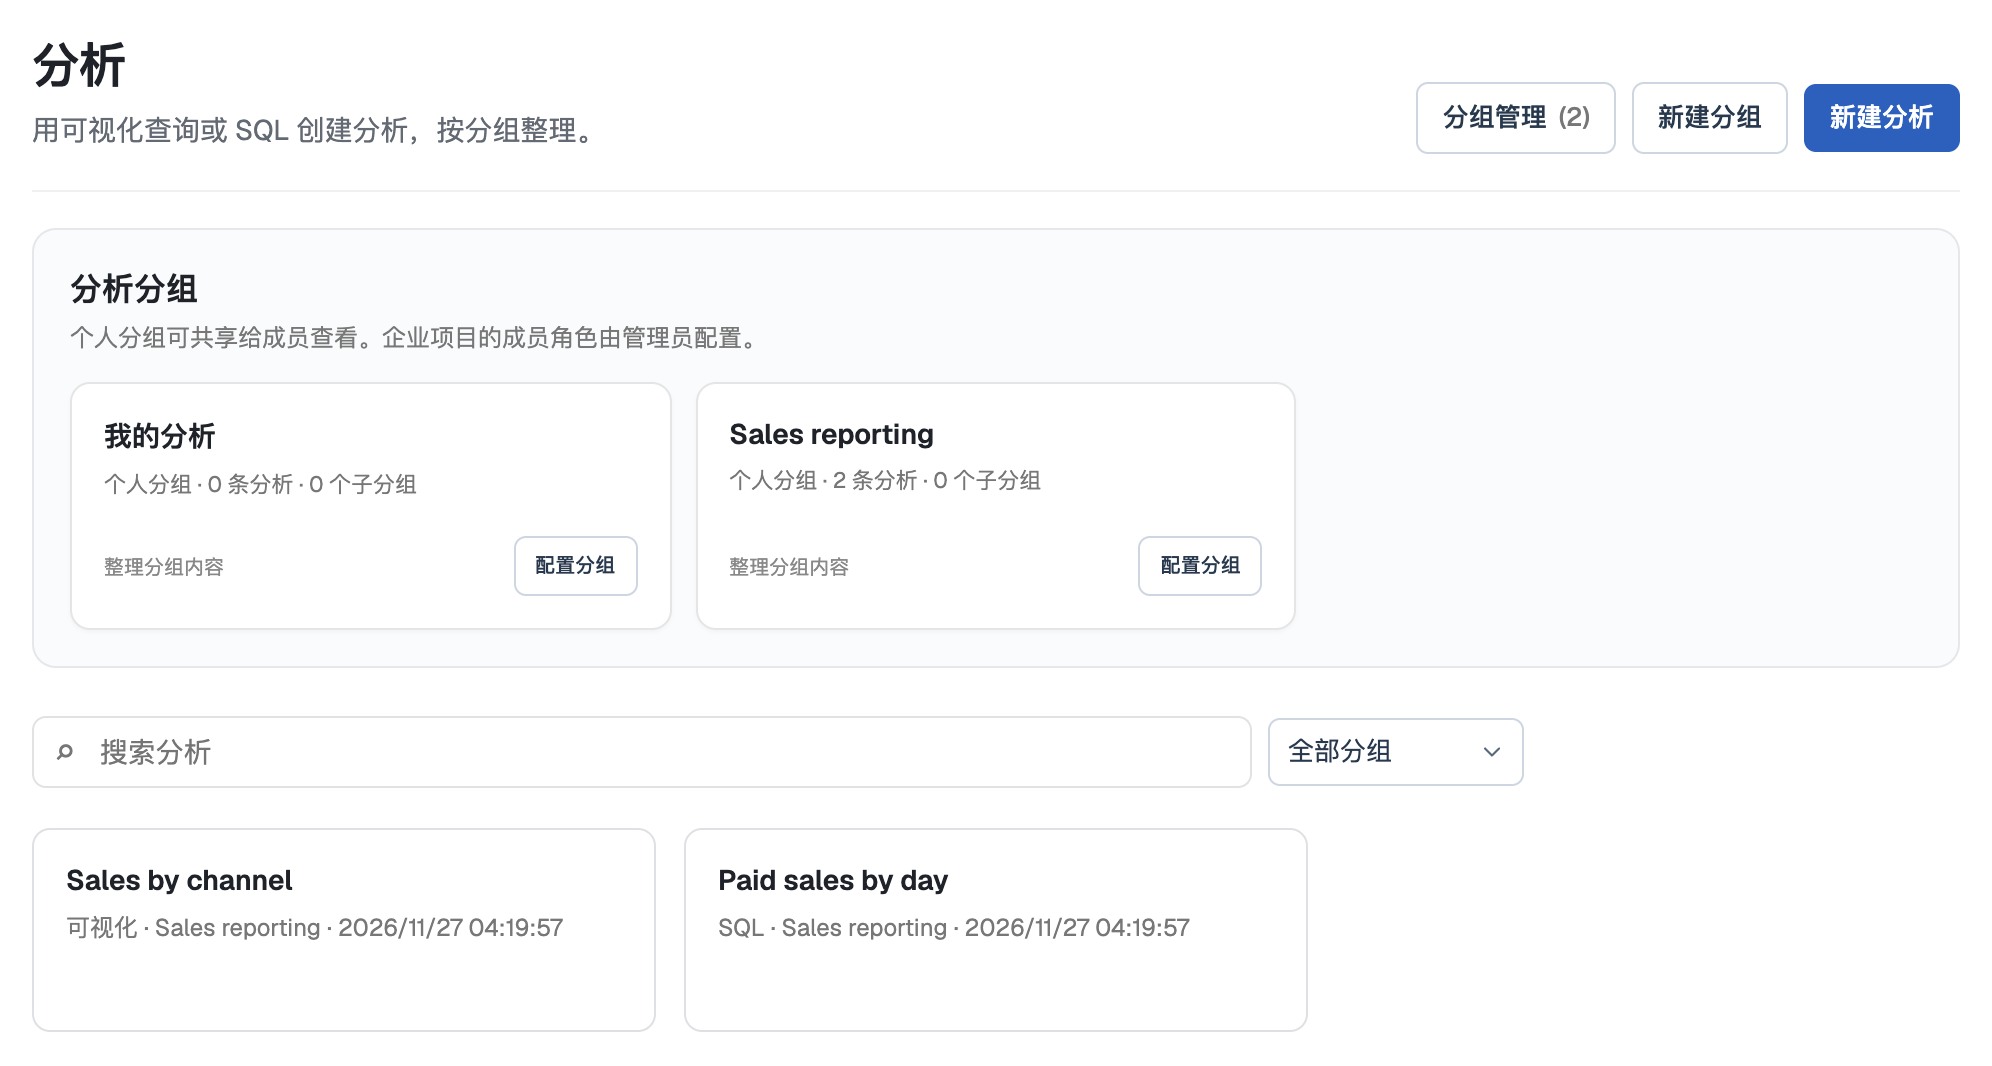 分析
用可视化查询或 SQL 创建分析，按分组整理。
分组管理 (2)
新建分组
新建分析
分析分组
个人分组可共享给成员查看。企业项目的成员角色由管理员配置。
我的分析
个人分组 · 0 条分析 · 0 个子分组
整理分组内容
配置分组
Sales reporting
个人分组 · 2 条分析 · 0 个子分组
整理分组内容
配置分组
搜索分析
全部分组
Sales by channel
可视化 · Sales reporting · 2026/11/27 04:19:57
Paid sales by day
SQL · Sales reporting · 2026/11/27 04:19:57